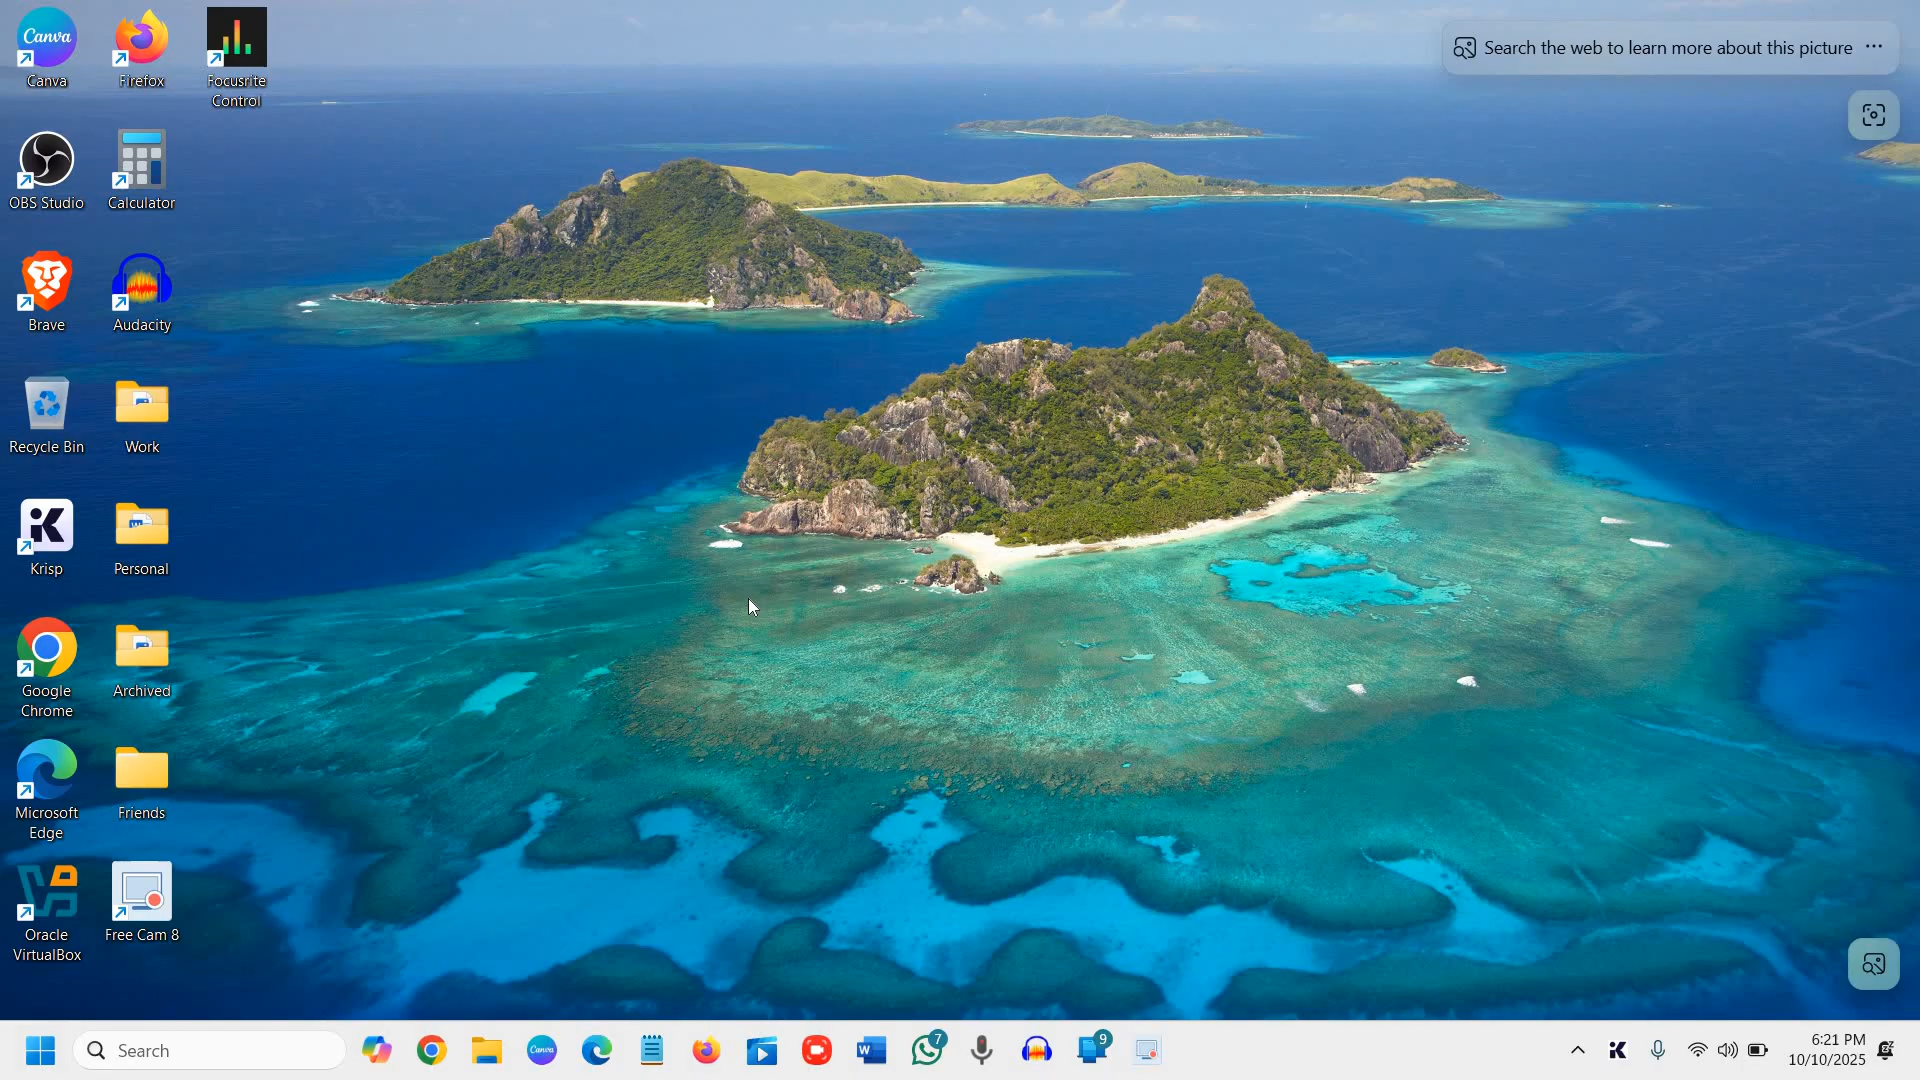 Canva
Canva
Firefox
Focusrite
Control
Search the web to learn more about this picture
OBS Studio
Calculator
Brave
Audacity
Recycle Bin
Work
Krisp
Personal
Google
Chrome
Archived
Microsoft
Edge
Friends
Oracle
VirtualBox
Free Cam 8
Search
Canva
W
7
9
6:21 PM
10/10/2025